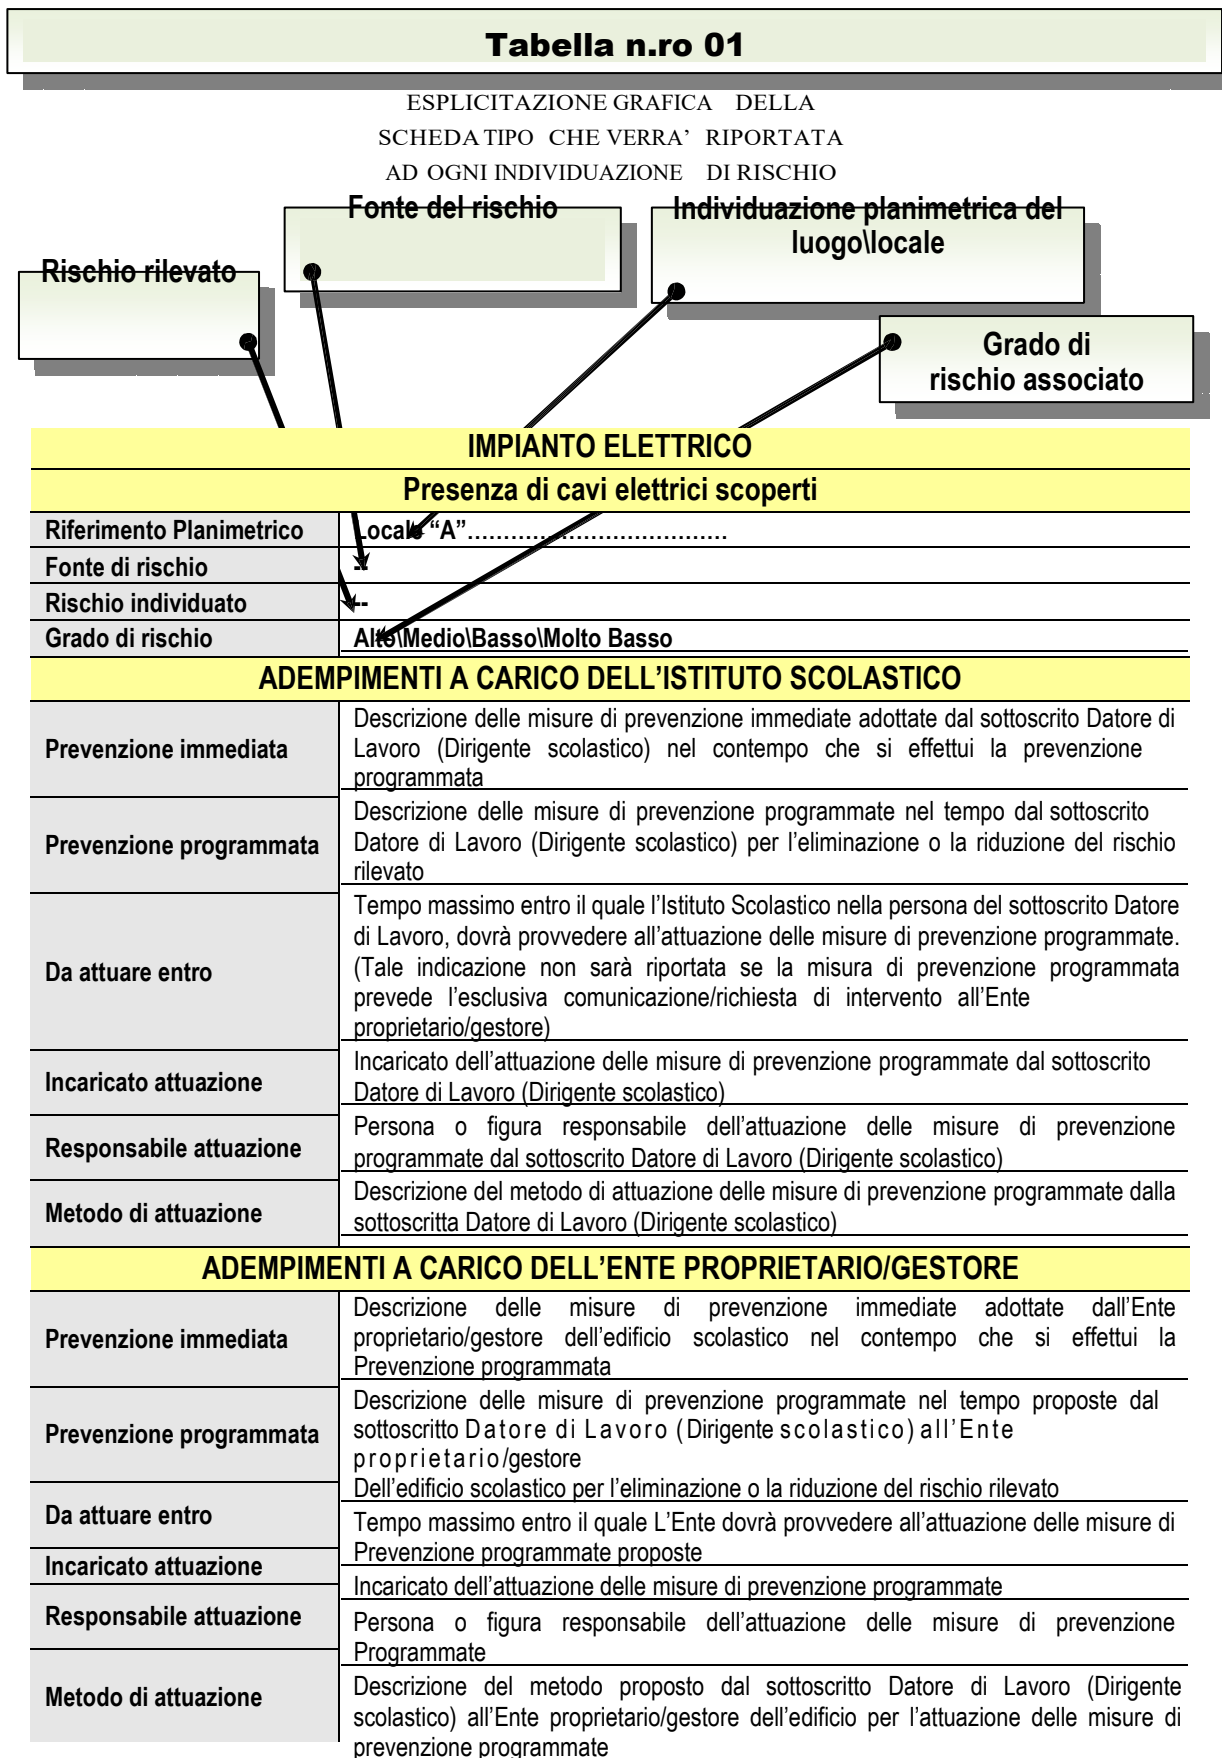 Tabella n.ro 01
ESPLICITAZIONE GRAFICA DELLA
SCHEDA TIPO CHE VERRA’ RIPORTATA
AD OGNI INDIVIDUAZIONE DI RISCHIO
Fonte del rischio
Individuazione planimetrica del
luogo\locale
Rischio rilevato
Grado di
rischio associato
IMPIANTO ELETTRICO
Presenza di cavi elettrici scoperti
Riferimento Planimetrico
Locale “A”………………………………
Fonte di rischio
--
Rischio individuato
--
Grado di rischio
Alto\Medio\Basso\Molto Basso
ADEMPIMENTI A CARICO DELL’ISTITUTO SCOLASTICO
Prevenzione immediata
Descrizione delle misure di prevenzione immediate adottate dal sottoscrito Datore di
Lavoro (Dirigente scolastico) nel contempo che si effettui la prevenzione
programmata
Prevenzione programmata
Descrizione delle misure di prevenzione programmate nel tempo dal sottoscrito
Datore di Lavoro (Dirigente scolastico) per l’eliminazione o la riduzione del rischio
rilevato
Da attuare entro
Tempo massimo entro il quale l’Istituto Scolastico nella persona del sottoscrito Datore
di Lavoro, dovrà provvedere all’attuazione delle misure di prevenzione programmate.
(Tale indicazione non sarà riportata se la misura di prevenzione programmata
prevede l’esclusiva comunicazione/richiesta di intervento all’Ente
proprietario/gestore)
Incaricato attuazione
Incaricato dell’attuazione delle misure di prevenzione programmate dal sottoscrito
Datore di Lavoro (Dirigente scolastico)
Responsabile attuazione
Persona o figura responsabile dell’attuazione delle misure di prevenzione
programmate dal sottoscrito Datore di Lavoro (Dirigente scolastico)
Metodo di attuazione
Descrizione del metodo di attuazione delle misure di prevenzione programmate dalla
sottoscritta Datore di Lavoro (Dirigente scolastico)
ADEMPIMENTI A CARICO DELL’ENTE PROPRIETARIO/GESTORE
Prevenzione immediata
Descrizione delle misure di prevenzione immediate adottate dall’Ente
proprietario/gestore dell’edificio scolastico nel contempo che si effettui la
Prevenzione programmata
Prevenzione programmata
Descrizione delle misure di prevenzione programmate nel tempo proposte dal
sottoscritto Datore di Lavoro (Dirigente scolastico) all’Ente
proprietario/gestore
Dell’edificio scolastico per l’eliminazione o la riduzione del rischio rilevato
Da attuare entro
Tempo massimo entro il quale L’Ente dovrà provvedere all’attuazione delle misure di
Prevenzione programmate proposte
Incaricato attuazione
Incaricato dell’attuazione delle misure di prevenzione programmate
Responsabile attuazione
Persona o figura responsabile dell’attuazione delle misure di prevenzione
Programmate
Metodo di attuazione
Descrizione del metodo proposto dal sottoscritto Datore di Lavoro (Dirigente
scolastico) all’Ente proprietario/gestore dell’edificio per l’attuazione delle misure di
prevenzione programmate